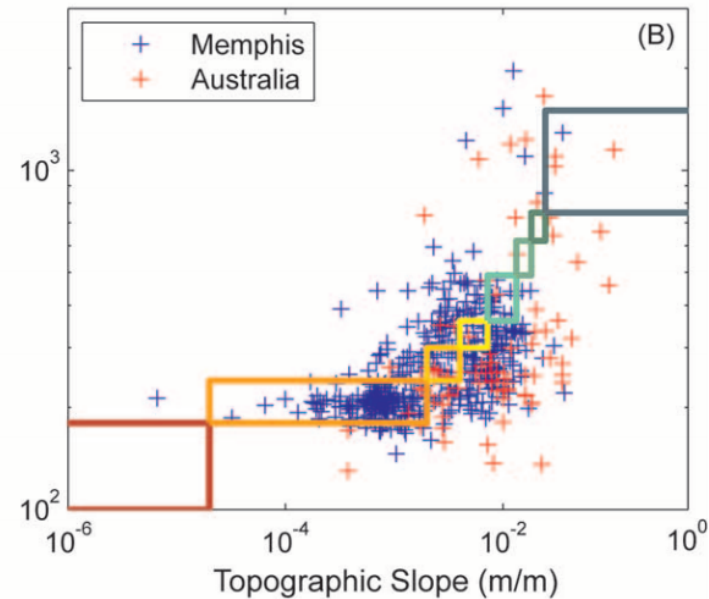 (B)
Memphis
Australia
10³
10²
10⁻⁶ 10⁻⁴ 10⁻² 10⁰
Topographic Slope (m/m)